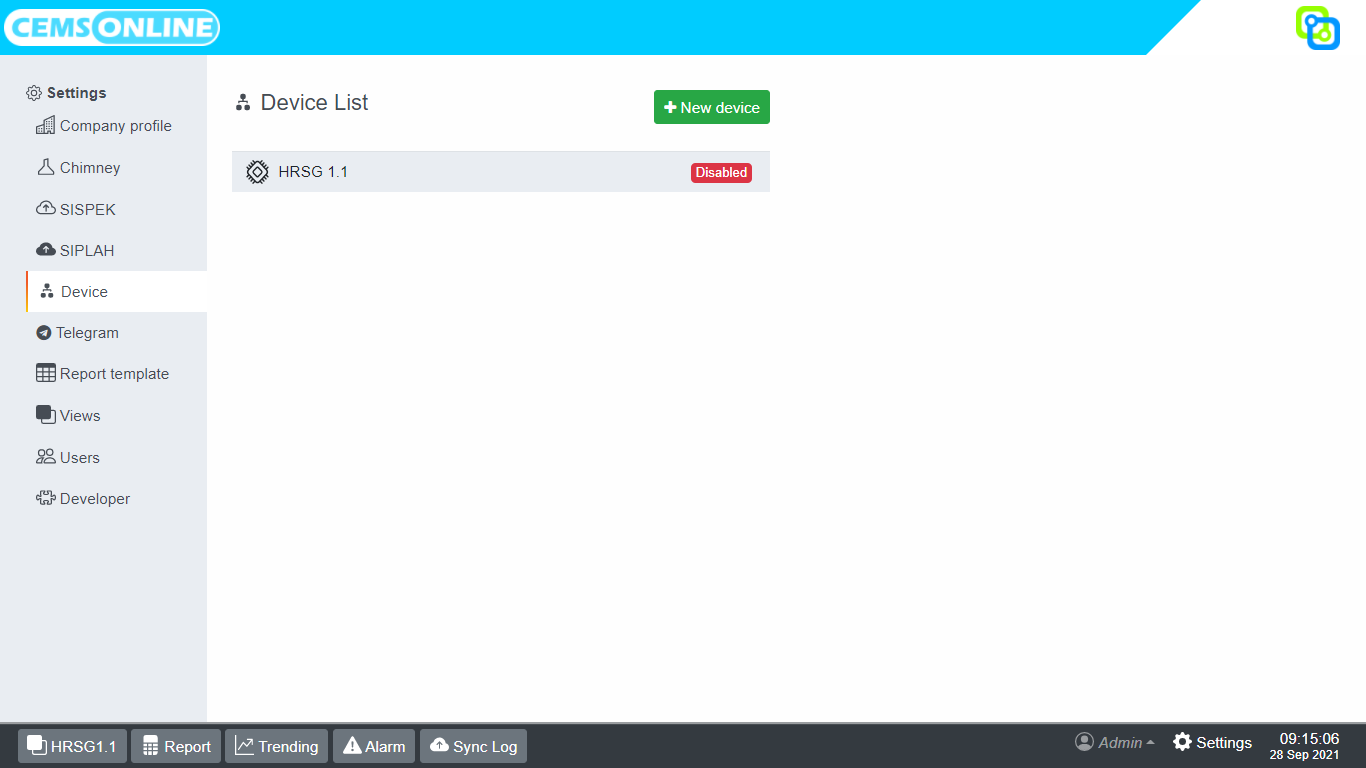 CEMSONLINE
Settings
Company profile
Chimney
SISPEK
SIPLAH
Device
Telegram
Report template
Views
Users
Developer
Device List
New device
HRSG 1.1 Disabled
HRSG1.1 Report Trending Alarm Sync Log Admin Settings 09:15:06
28 Sep 2021